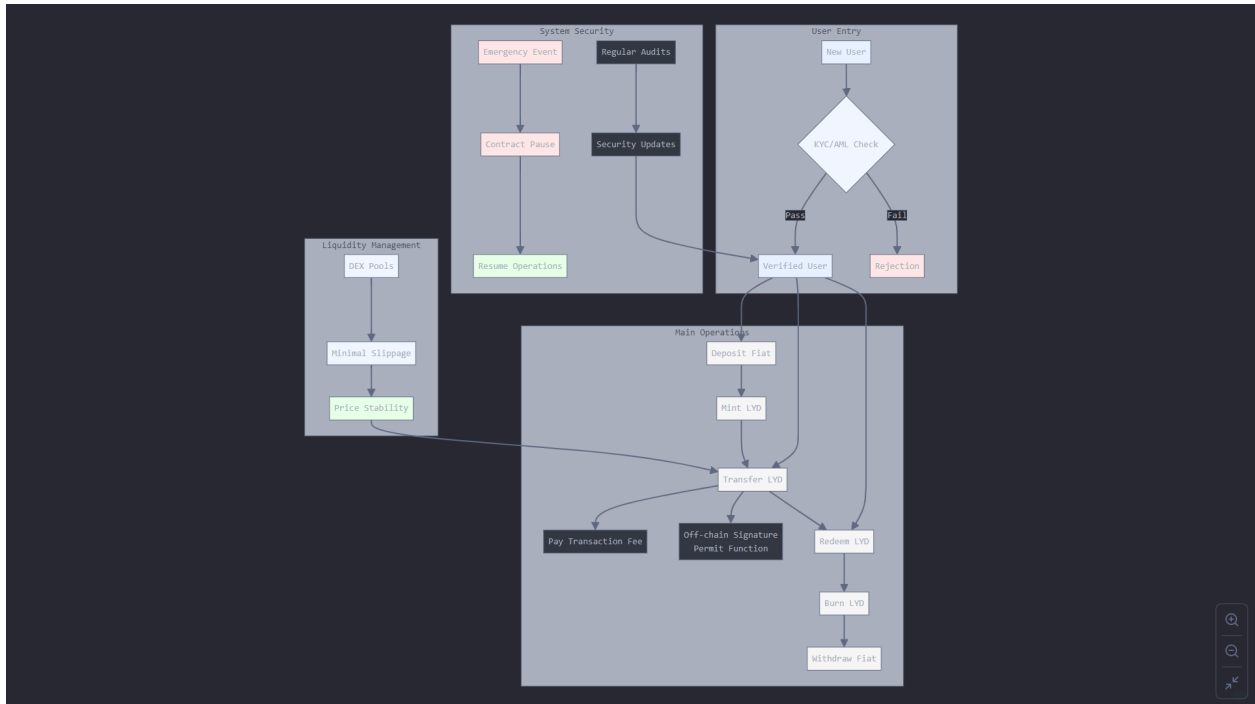 System Security
User Entry
Emergency Event
Regular Audits
New User
Contract Pause
Security Updates
KYC/AML Check
Pass
Fail
Liquidity Management
DEX Pools
Resume Operations
Verified User
Rejection
Main Operations
Minimal Slippage
Deposit Fiat
Price Stability
Mint LYD
Transfer LYD
Pay Transaction Fee
Off-chain Signature
Permit Function
Redeem LYD
Burn LYD
Withdraw Fiat